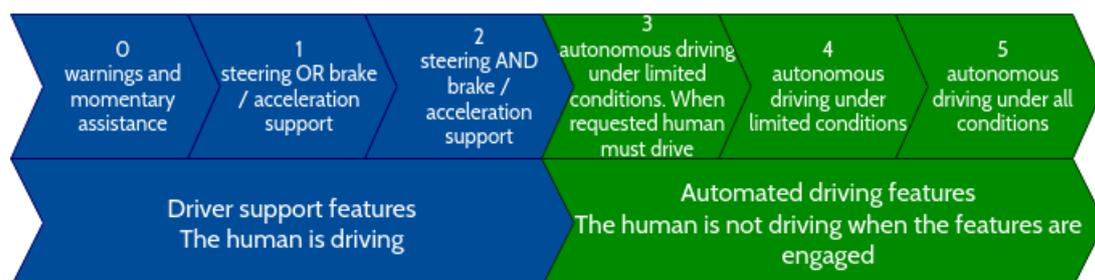 0
warnings and
momentary
assistance
1
steering OR brake
/ acceleration
support
2
steering AND
brake /
acceleration
support
3
autonomous driving
under limited
conditions. When
requested human
must drive
4
autonomous
driving under
limited conditions
5
autonomous
driving under all
conditions
Driver support features
The human is driving
Automated driving features
The human is not driving when the features are
engaged